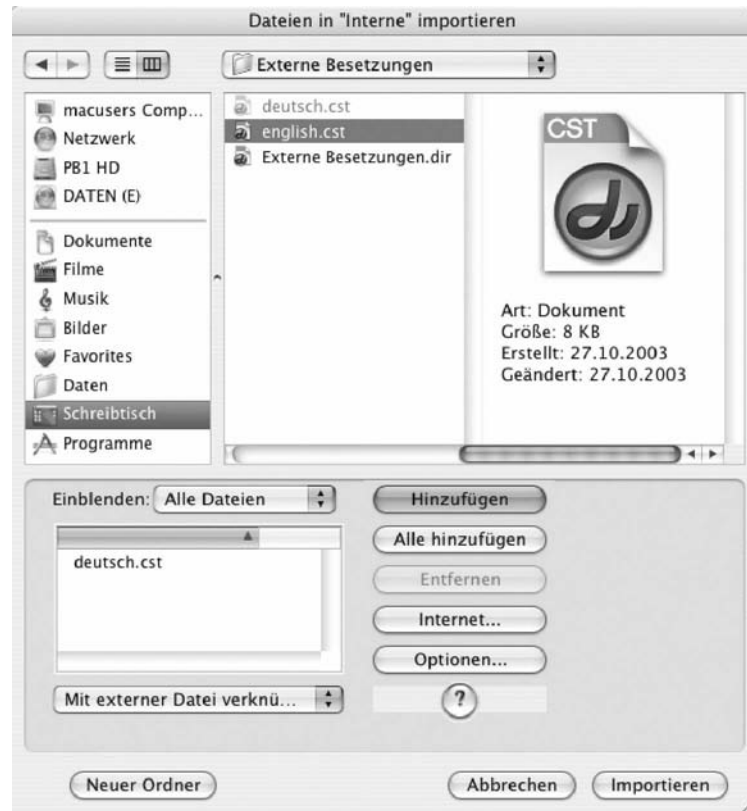 Dateien in "Interne" importieren
Externe Besetzungen
macusers Comp...
Netzwerk
PB1 HD
DATEN (E)
Dokumente
Filme
Musik
Bilder
Favorites
Daten
Schreibtisch
Programme
deutsch.cst
english.cst
Externe Besetzungen.dir
CST
Art: Dokument
Größe: 8 KB
Erstellt: 27.10.2003
Geändert: 27.10.2003
Einblenden: Alle Dateien
deutsch.cst
Mit externer Datei verknü...
Hinzufügen
Alle hinzufügen
Entfernen
Internet...
Optionen...
?
Neuer Ordner
Abbrechen
Importieren